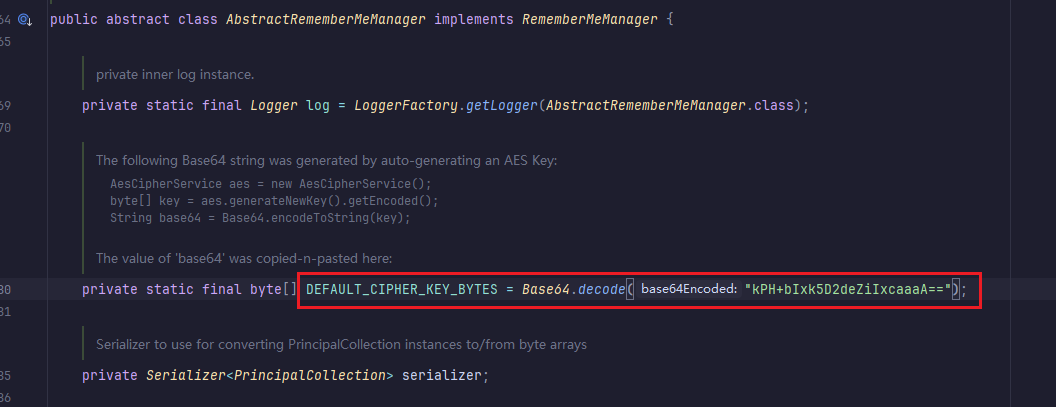 64 public abstract class AbstractRememberMeManager implements RememberMeManager {
65
private inner log instance.
69 private static final Logger log = LoggerFactory.getLogger(AbstractRememberMeManager.class);
70
The following Base64 string was generated by auto-generating an AES Key:
AesCipherService aes = new AesCipherService();
byte[] key = aes.generateNewKey().getEncoded();
String base64 = Base64.encodeToString(key);
The value of 'base64' was copied-n-pasted here:
80 private static final byte[] DEFAULT_CIPHER_KEY_BYTES = Base64.decode( base64Encoded: "kPH+bIxk5D2deZiIxcaaaA==");
81
Serializer to use for converting PrincipalCollection instances to/from byte arrays
85 private Serializer<PrincipalCollection> serializer;
86